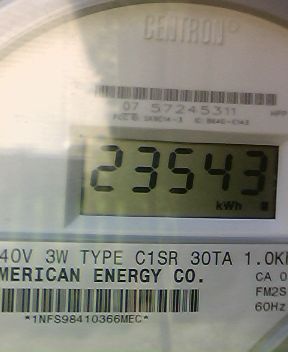 CENTRON®
07 57245311
23543
kWh
40V 3W TYPE C1SR 30TA 1.0K
MERICAN ENERGY CO.
CA 0
FM2S
60Hz
*1NFS98410366MEC*